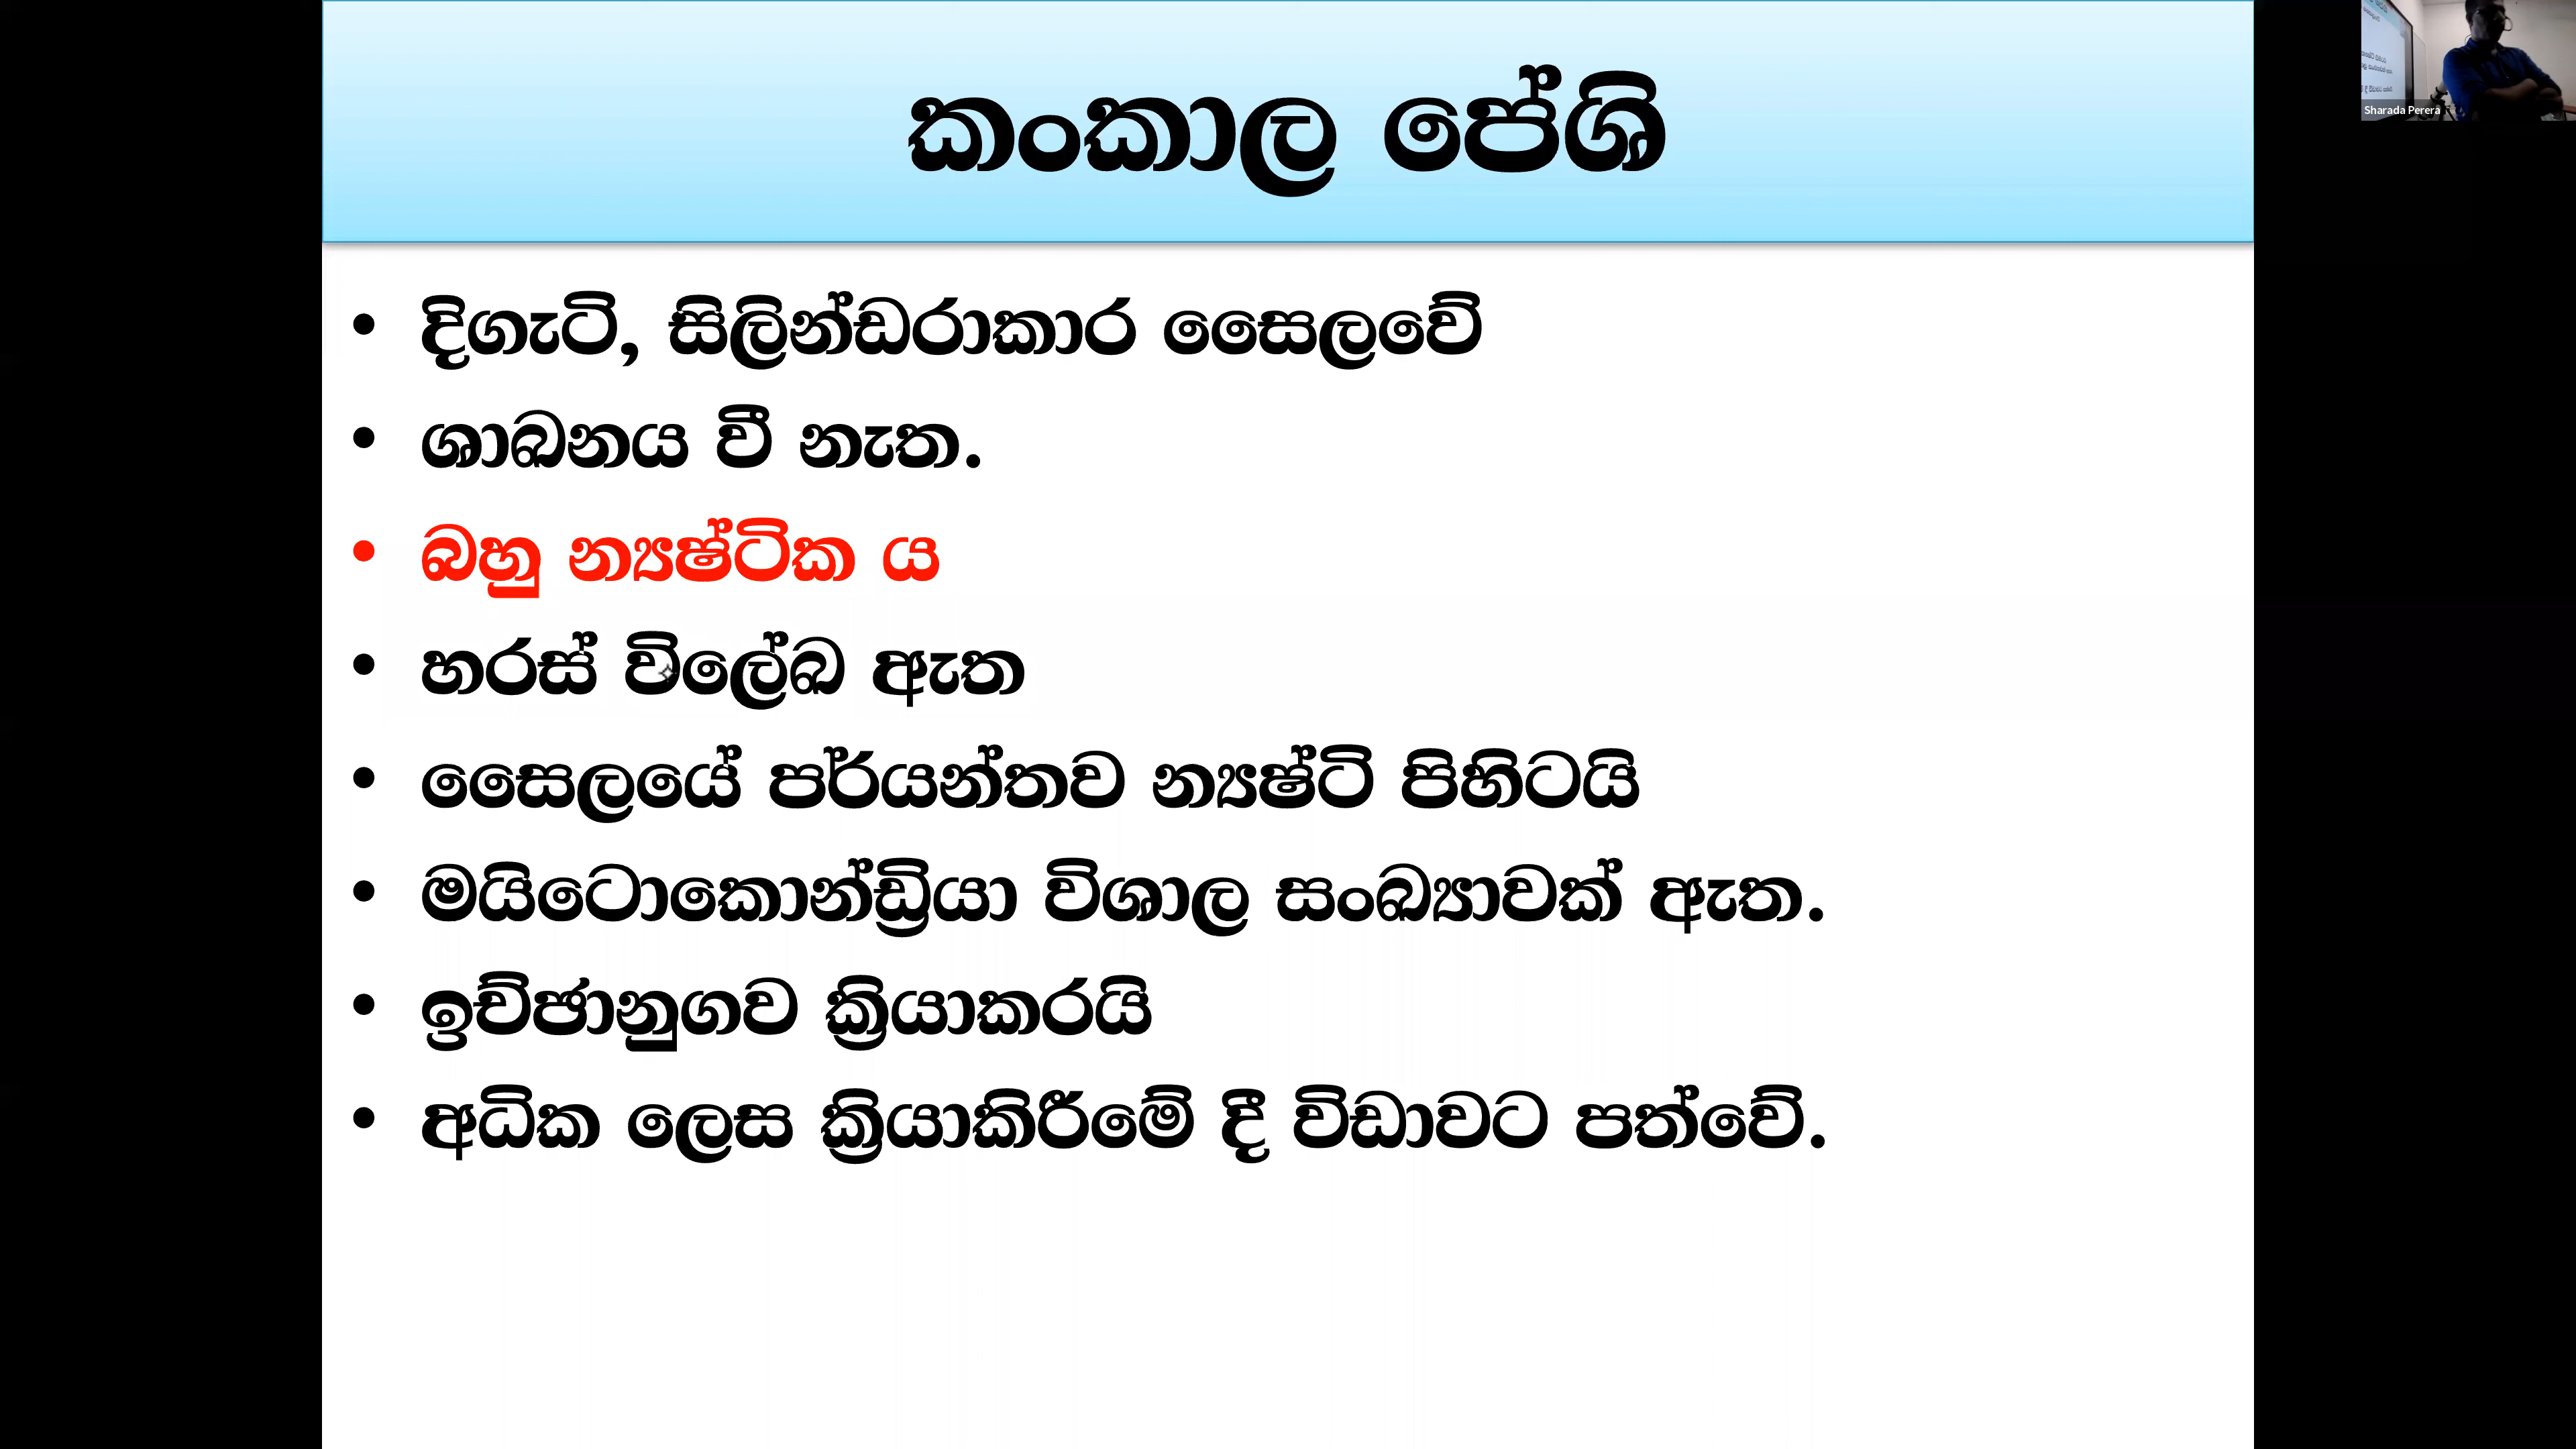 කංකාල පේශි
Sharada Perera
• දිගැටි, සිලින්ඩරාකාර සෛලවේ
• ශාඛනය වී නැත.
• බහු න්‍යෂ්ටික ය
• හරස් විලේඛ ඇත
• සෛලයේ පර්යන්තව න්‍යෂ්ටි පිහිටයි
• මයිටොකොන්ඩ්‍රියා විශාල සංඛ්‍යාවක් ඇත.
• ඉච්ඡානුගව ක්‍රියාකරයි
• අධික ලෙස ක්‍රියාකිරීමේ දී විඩාවට පත්වේ.